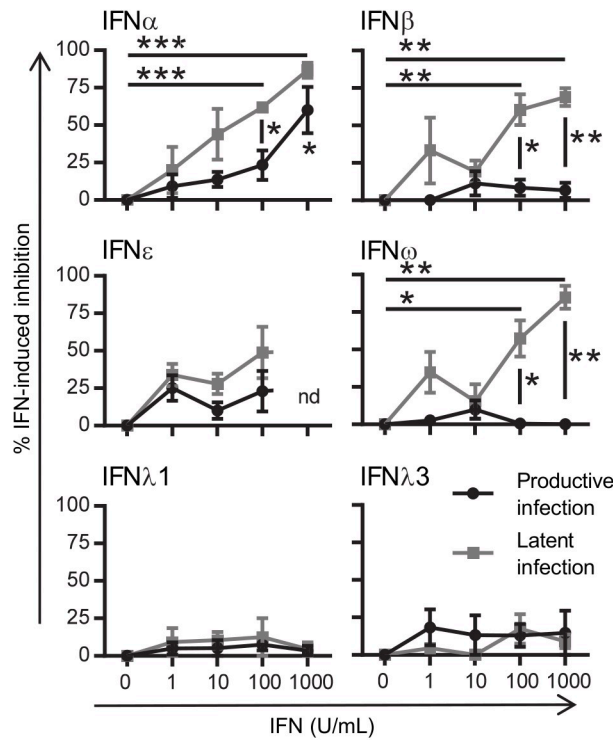 IFNα
IFNβ
100
75
50
25
0
***
***
*
*
**
**
*
**
IFNε
IFNω
100
75
50
25
0
nd
**
*
*
**
IFNλ1
IFNλ3
100
75
50
25
0
Productive
infection
Latent
infection
0 1 10 100 1000
0 1 10 100 1000
IFN (U/mL)
% IFN-induced inhibition